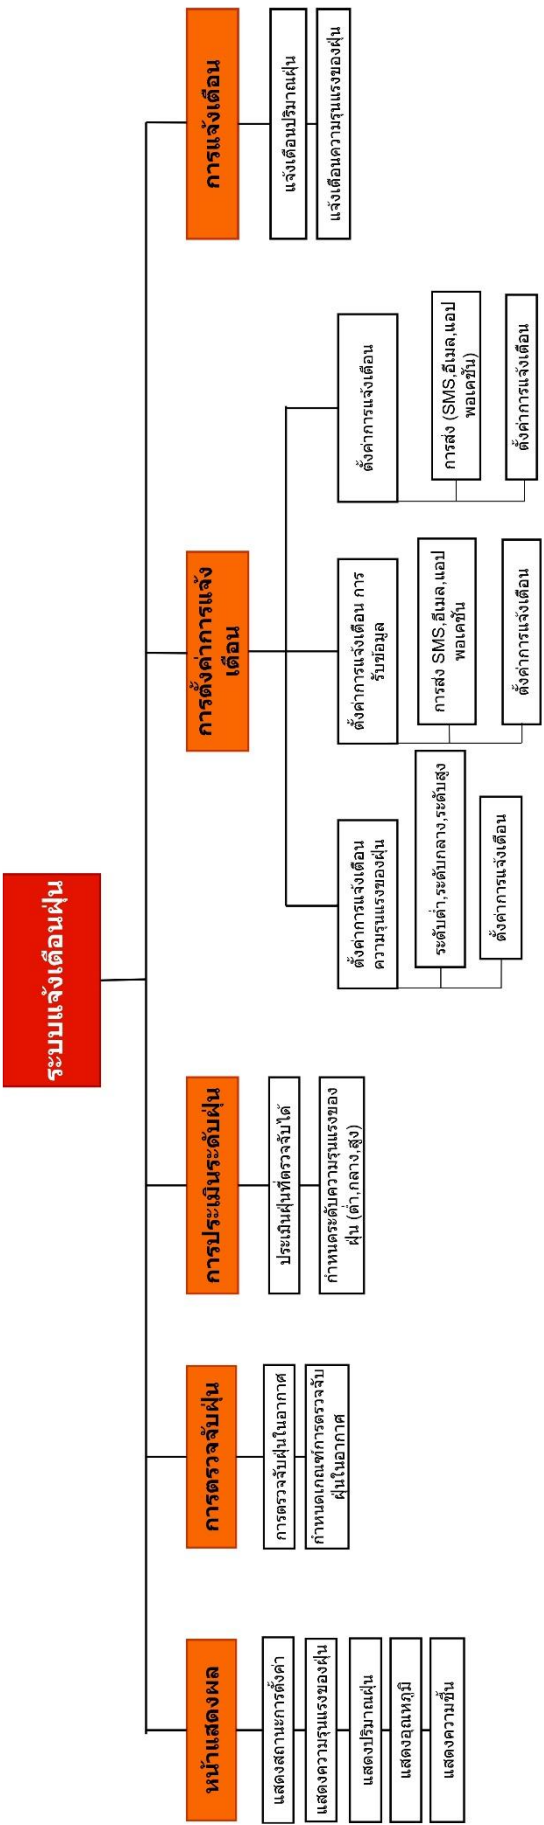 ระบบแจ้งเตือนฝุ่น
หน้าแสดงผล
แสดงสถานะการตั้งค่า
แสดงความรุนแรงของฝุ่น
แสดงปริมาณฝุ่น
แสดงอุณหภูมิ
แสดงความชื้น
การตรวจจับฝุ่น
การตรวจจับฝุ่นในอากาศ
กำหนดเกณฑ์การตรวจจับ
ฝุ่นในอากาศ
การประเมินระดับฝุ่น
ประเมินฝุ่นที่ตรวจจับได้
กำหนดระดับความรุนแรงของ
ฝุ่น (ต่ำ,กลาง,สูง)
การตั้งค่าการแจ้ง
เตือน
ตั้งค่าการแจ้งเตือน
ความรุนแรงของฝุ่น
ระดับต่ำ,ระดับกลาง,ระดับสูง
ตั้งค่าการแจ้งเตือน
ตั้งค่าการแจ้งเตือน การ
รับข้อมูล
การส่ง SMS,อีเมล,แอป
พอเคชั่น
ตั้งค่าการแจ้งเตือน
ตั้งค่าการแจ้งเตือน
การส่ง (SMS,อีเมล,แอป
พอเคชั่น)
ตั้งค่าการแจ้งเตือน
การแจ้งเตือน
แจ้งเตือนปริมาณฝุ่น
แจ้งเตือนความรุนแรงของฝุ่น